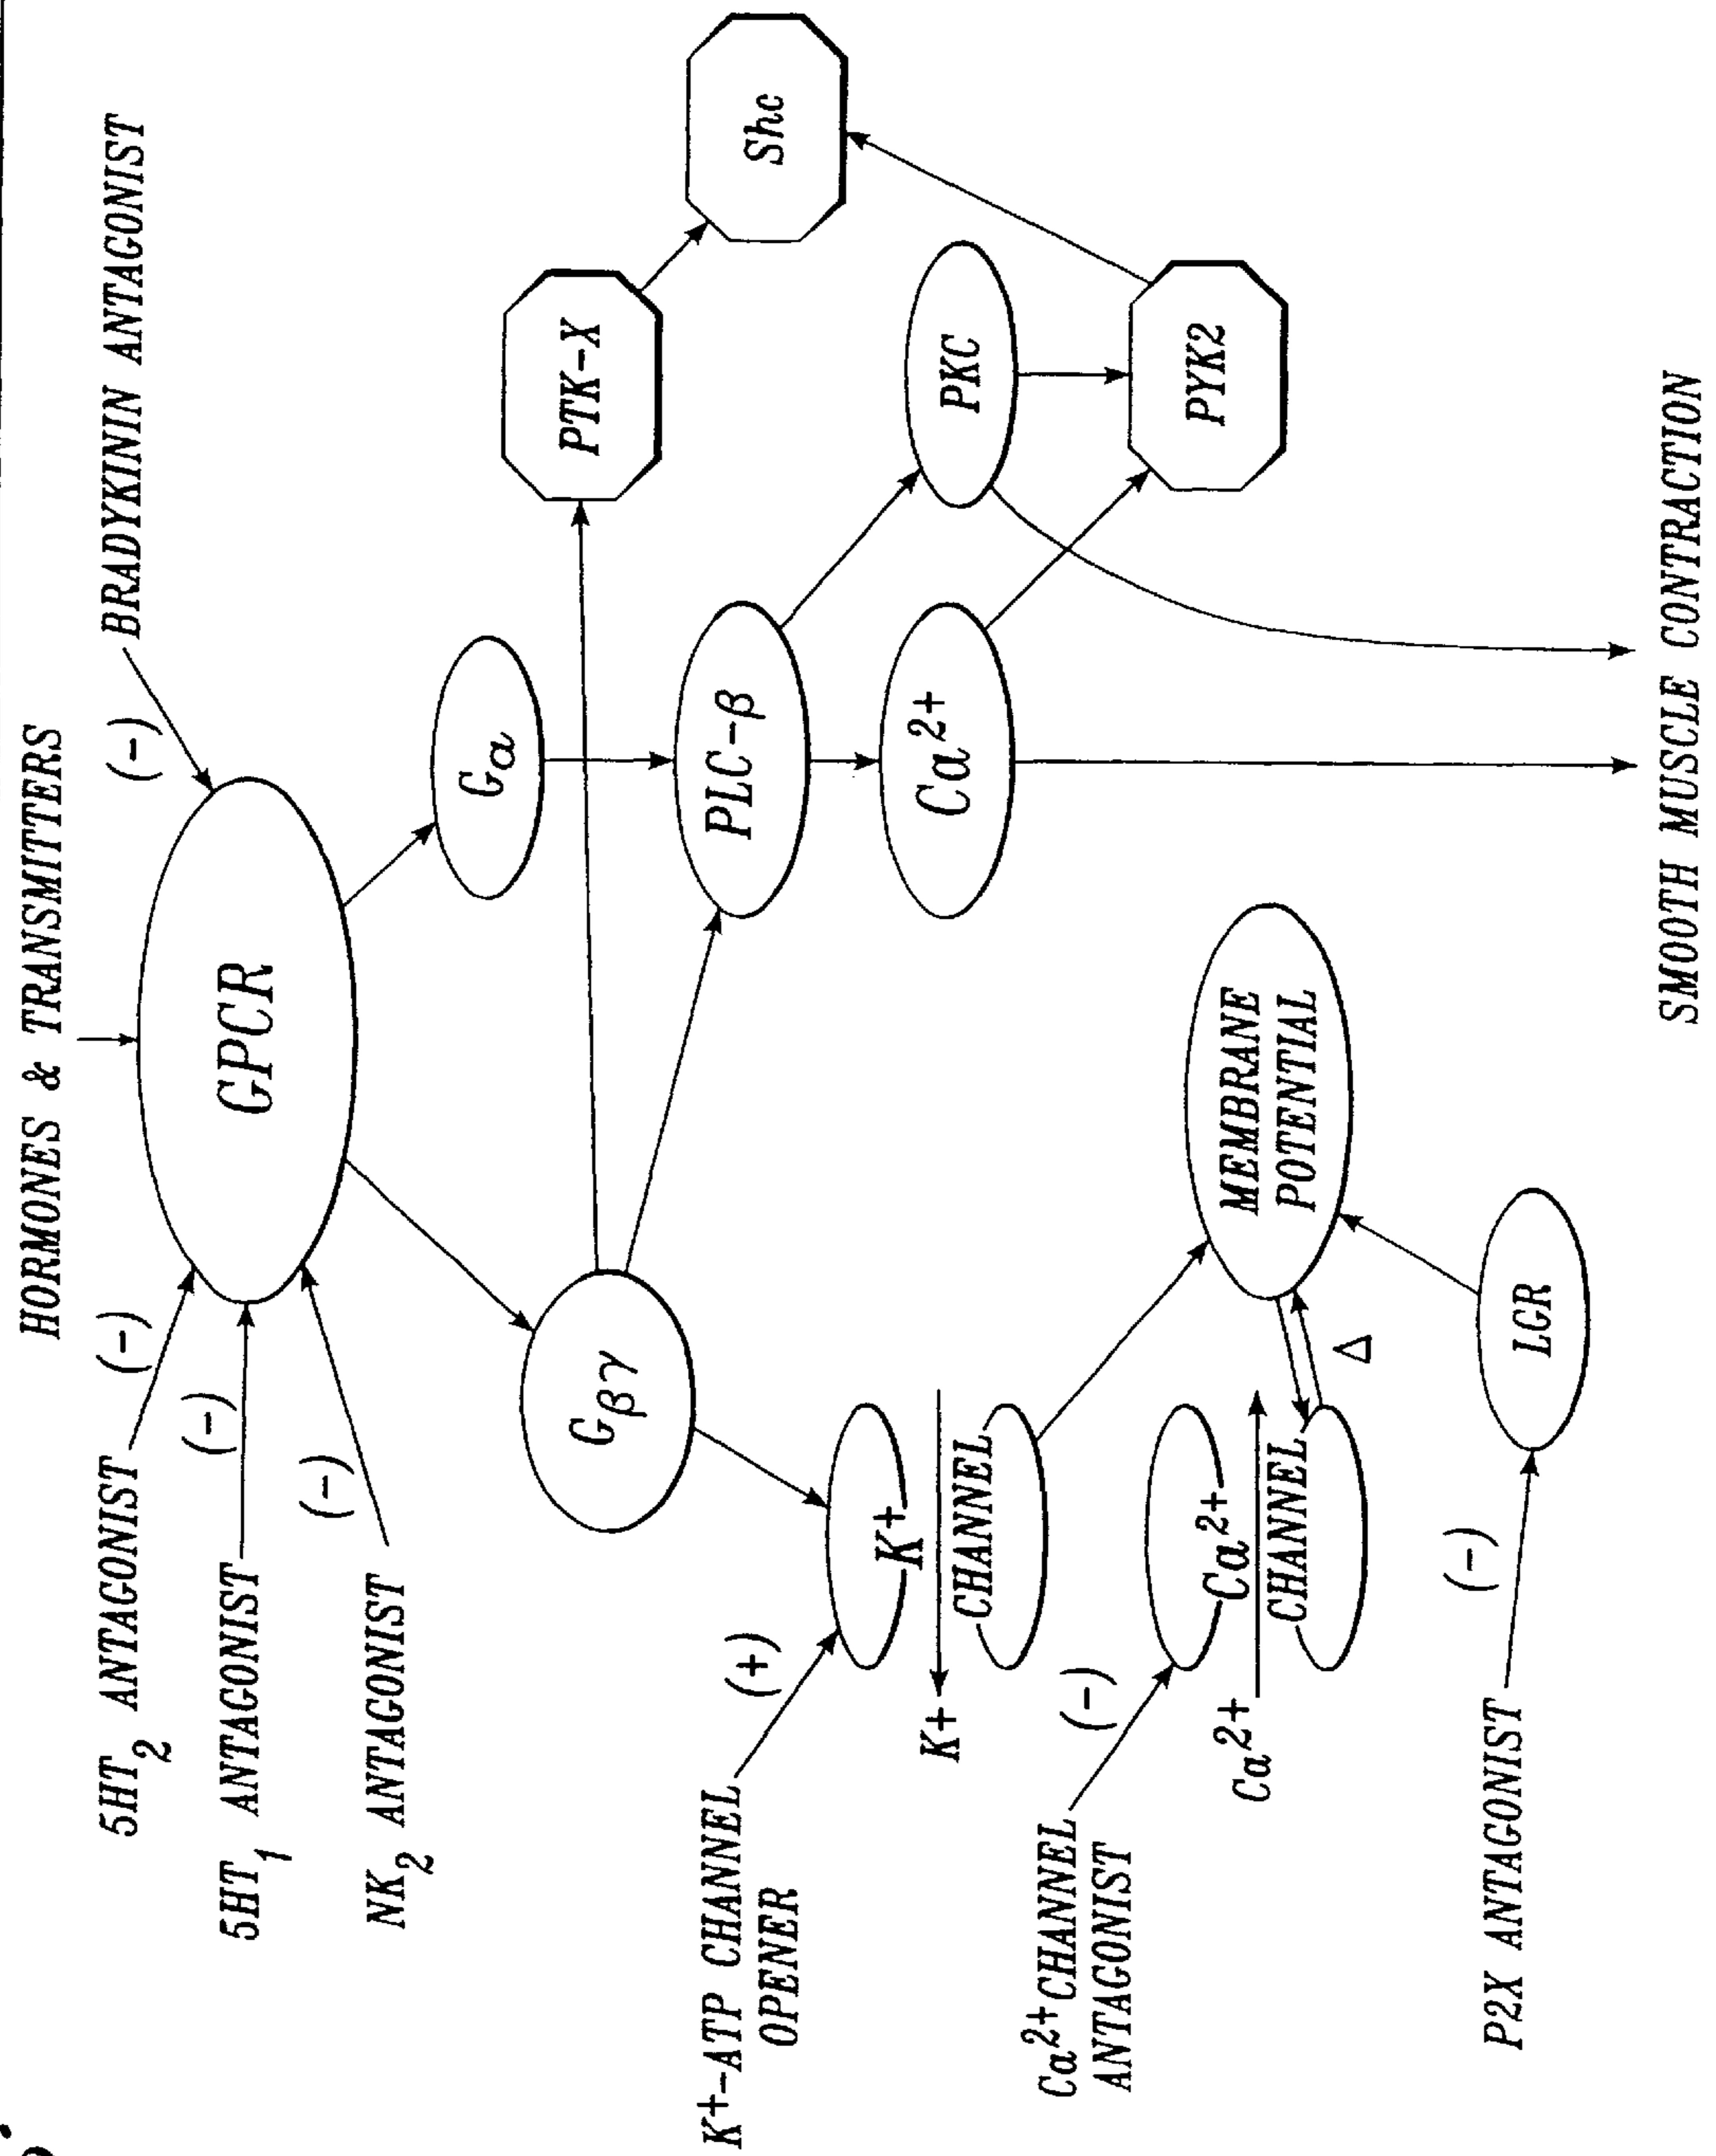 HORMONES & TRANSMITTERS
5HT2 ANTAGONIST
(-)
(-)
BRADYKININ ANTAGONIST
5HT1 ANTAGONIST
(-)
GPCR
NK2 ANTAGONIST
(-)
Gα
Gβγ
PTK-X
Shc
K+-ATP CHANNEL
OPENER
(+)
PLC-β
K+
K+
CHANNEL
Ca2+
PKC
Ca2+CHANNEL
ANTAGONIST
(-)
Ca2+
Ca2+
CHANNEL
Δ
MEMBRANE
POTENTIAL
PYK2
P2X ANTAGONIST
(-)
LGR
SMOOTH MUSCLE CONTRACTION